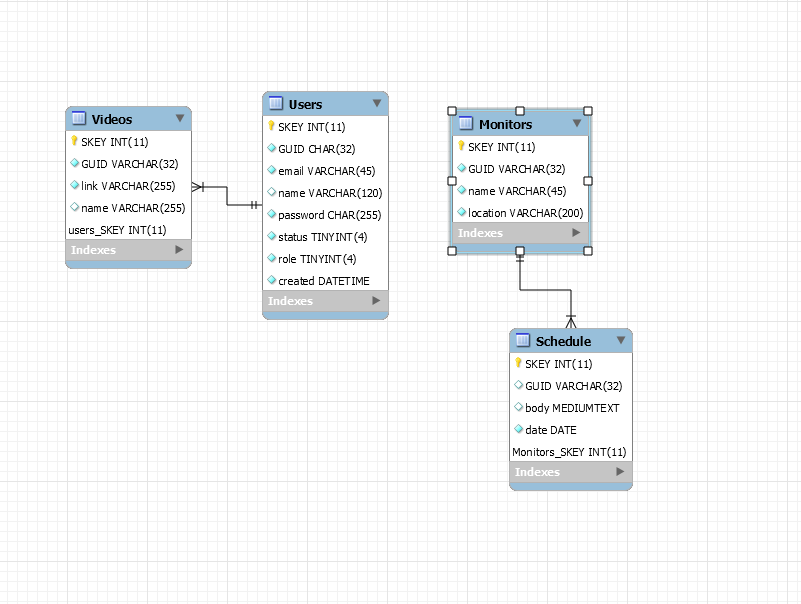 Videos
SKEY INT(11)
GUID VARCHAR(32)
link VARCHAR(255)
name VARCHAR(255)
users_SKEY INT(11)
Indexes
Users
SKEY INT(11)
GUID CHAR(32)
email VARCHAR(45)
name VARCHAR(120)
password CHAR(255)
status TINYINT(4)
role TINYINT(4)
created DATETIME
Indexes
Monitors
SKEY INT(11)
GUID VARCHAR(32)
name VARCHAR(45)
location VARCHAR(200)
Indexes
Schedule
SKEY INT(11)
GUID VARCHAR(32)
body MEDIUMTEXT
date DATE
Monitors_SKEY INT(11)
Indexes